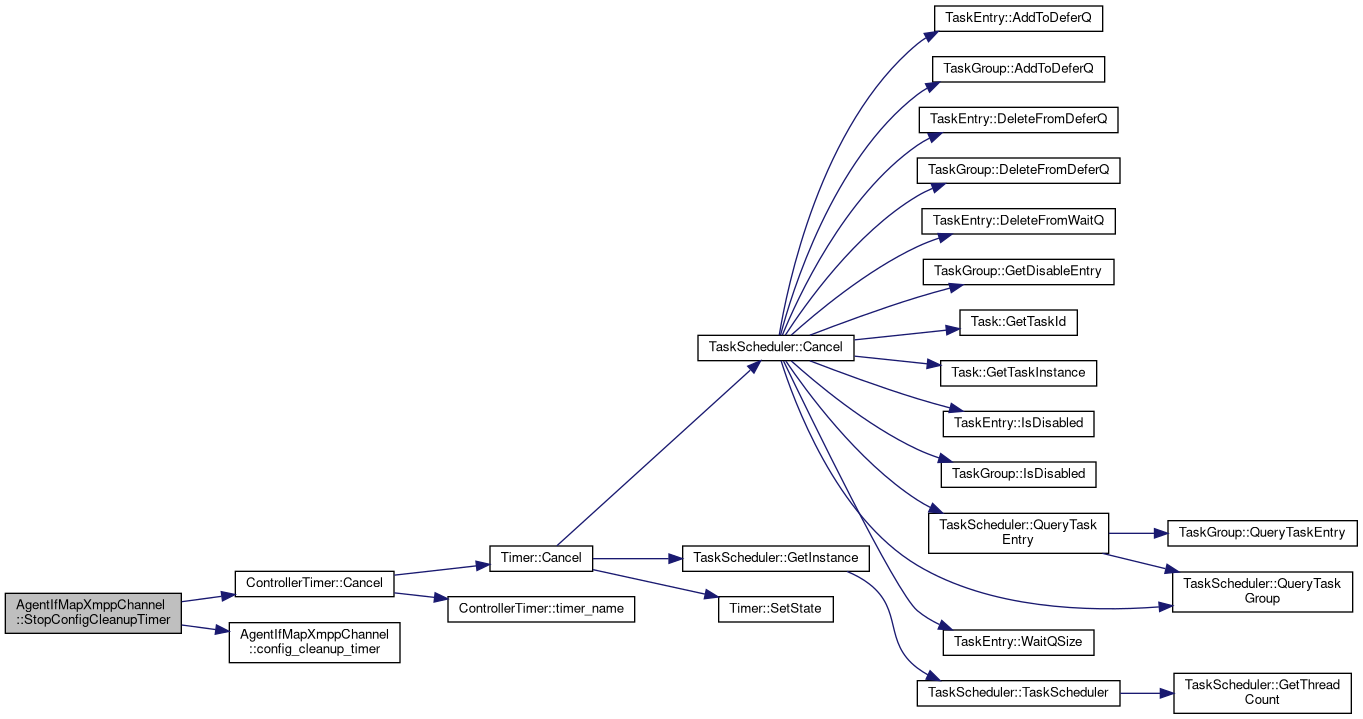 TaskEntry::AddToDeferQ
TaskGroup::AddToDeferQ
TaskEntry::DeleteFromDeferQ
TaskGroup::DeleteFromDeferQ
TaskEntry::DeleteFromWaitQ
TaskGroup::GetDisableEntry
Task::GetTaskId
TaskScheduler::Cancel
Task::GetTaskInstance
TaskEntry::IsDisabled
TaskGroup::IsDisabled
TaskScheduler::QueryTask
Entry
TaskGroup::QueryTaskEntry
Timer::Cancel
TaskScheduler::GetInstance
ControllerTimer::Cancel
TaskScheduler::QueryTask
Group
AgentIfMapXmppChannel
::StopConfigCleanupTimer
ControllerTimer::timer_name
Timer::SetState
AgentIfMapXmppChannel
::config_cleanup_timer
TaskEntry::WaitQSize
TaskScheduler::TaskScheduler
TaskScheduler::GetThread
Count